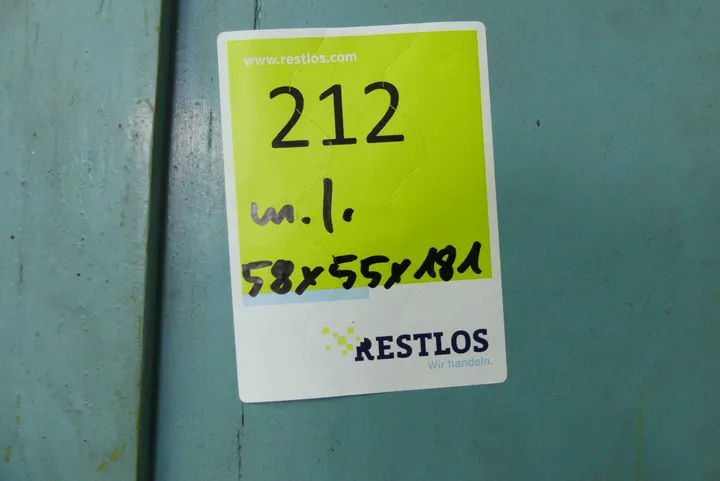 www.restlos.com
212
m.l.
58x55x181
RESTLOS
Wir handeln.